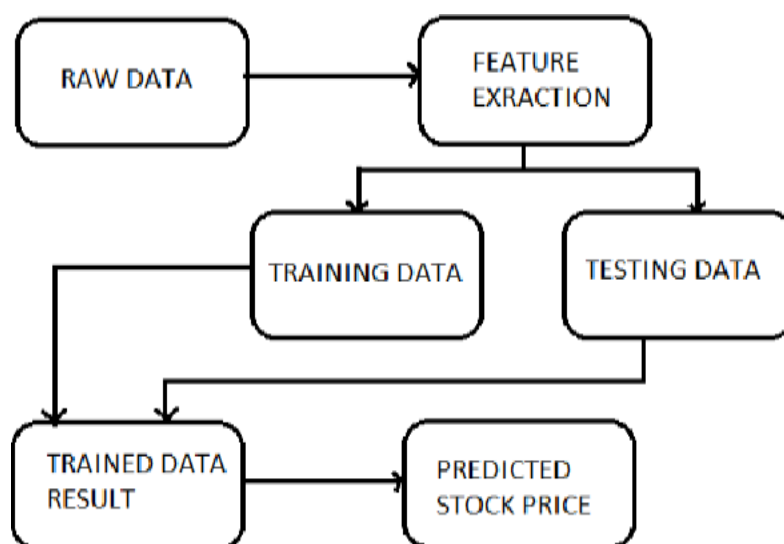 RAW DATA
FEATURE
EXRACTION
TRAINING DATA
TESTING DATA
TRAINED DATA
RESULT
PREDICTED
STOCK PRICE